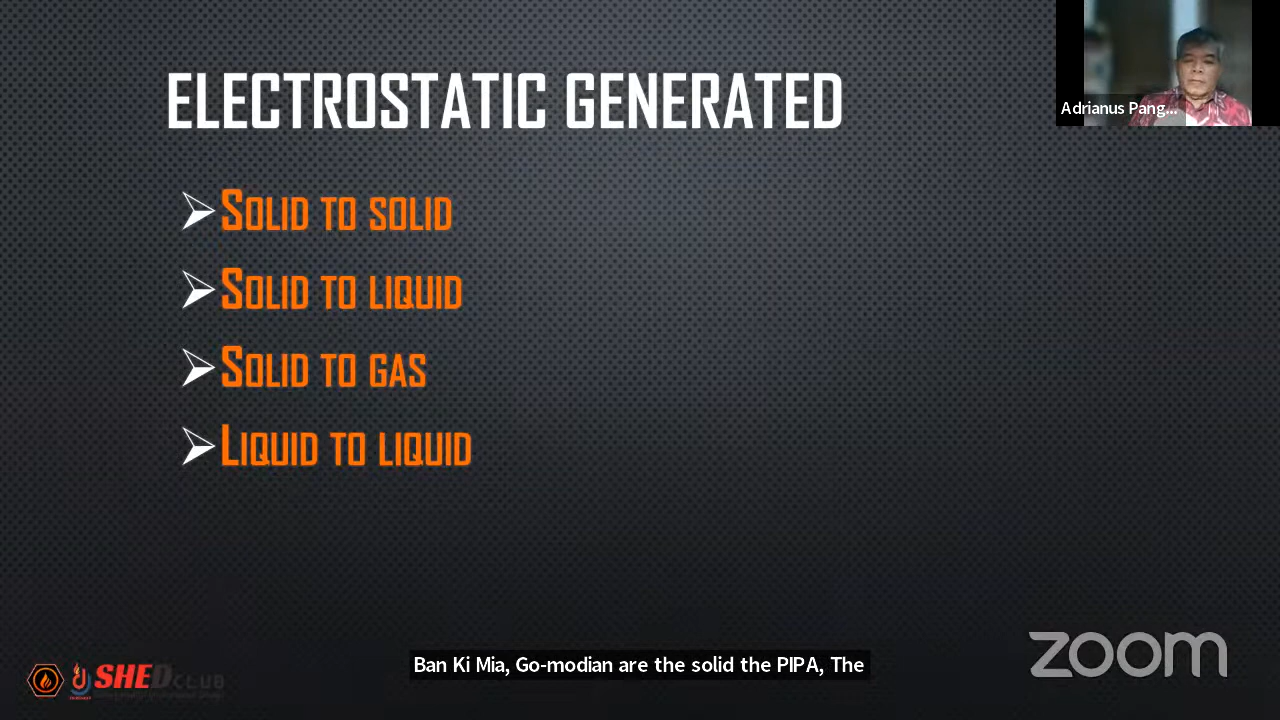 ELECTROSTATIC GENERATED
Adrianus Pang...
SOLID TO SOLID
SOLID TO LIQUID
SOLID TO GAS
LIQUID TO LIQUID
SHED CLUB
Ban Ki Mia, Go-modian are the solid the PIPA, The
zoom